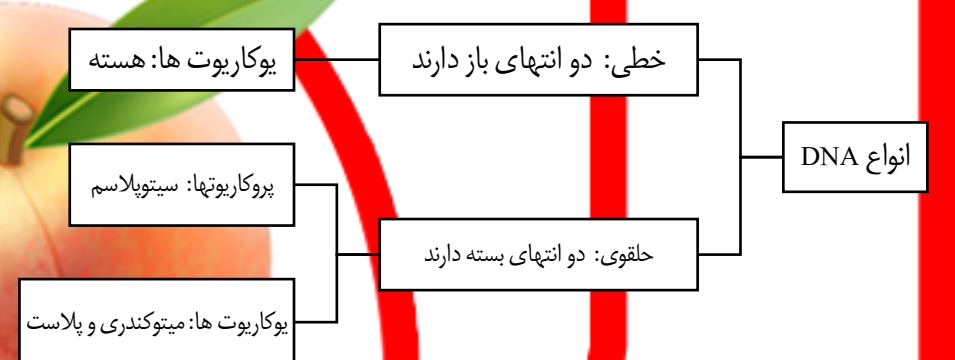 انواع DNA
خطی: دو انتهای باز دارند
یوکاریوت ها: هسته
حلقوی: دو انتهای بسته دارند
پروکاریوتها: سیتوپلاسم
یوکاریوت ها: میتوکندری و پلاست